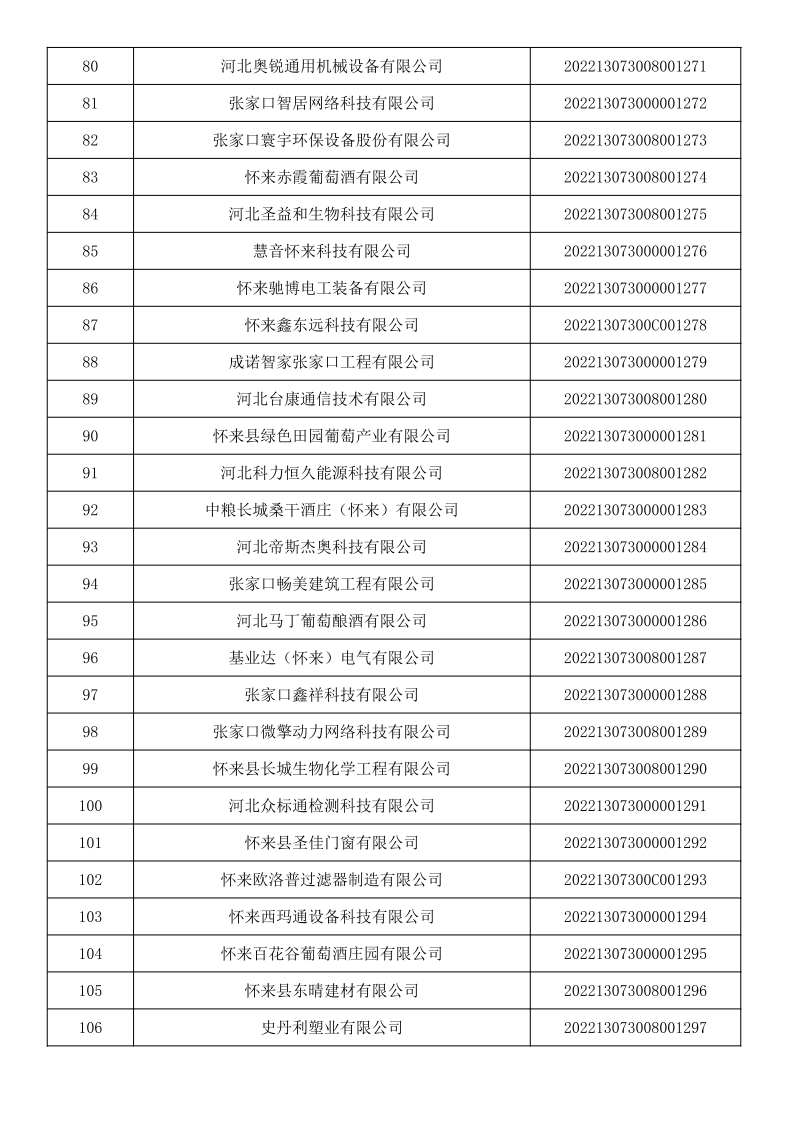 80 河北奥锐通用机械设备有限公司 202213073008001271
81 张家口智居网络科技有限公司 202213073000001272
82 张家口寰宇环保设备股份有限公司 202213073008001273
83 怀来赤霞葡萄酒有限公司 202213073008001274
84 河北圣益和生物科技有限公司 202213073008001275
85 慧音怀来科技有限公司 202213073000001276
86 怀来驰博电工装备有限公司 202213073000001277
87 怀来鑫东远科技有限公司 20221307300C001278
88 成诺智家张家口工程有限公司 202213073000001279
89 河北台康通信技术有限公司 202213073008001280
90 怀来县绿色田园葡萄产业有限公司 202213073000001281
91 河北科力恒久能源科技有限公司 202213073008001282
92 中粮长城桑干酒庄（怀来）有限公司 202213073000001283
93 河北帝斯杰奥科技有限公司 202213073000001284
94 张家口畅美建筑工程有限公司 202213073000001285
95 河北马丁葡萄酿酒有限公司 202213073000001286
96 基业达（怀来）电气有限公司 202213073008001287
97 张家口鑫祥科技有限公司 202213073000001288
98 张家口微擎动力网络科技有限公司 202213073008001289
99 怀来县长城生物化学工程有限公司 202213073008001290
100 河北众标通检测科技有限公司 202213073000001291
101 怀来县圣佳门窗有限公司 202213073000001292
102 怀来欧洛普过滤器制造有限公司 20221307300C001293
103 怀来西玛通设备科技有限公司 202213073000001294
104 怀来百花谷葡萄酒庄园有限公司 202213073000001295
105 怀来县东晴建材有限公司 202213073008001296
106 史丹利塑业有限公司 202213073008001297